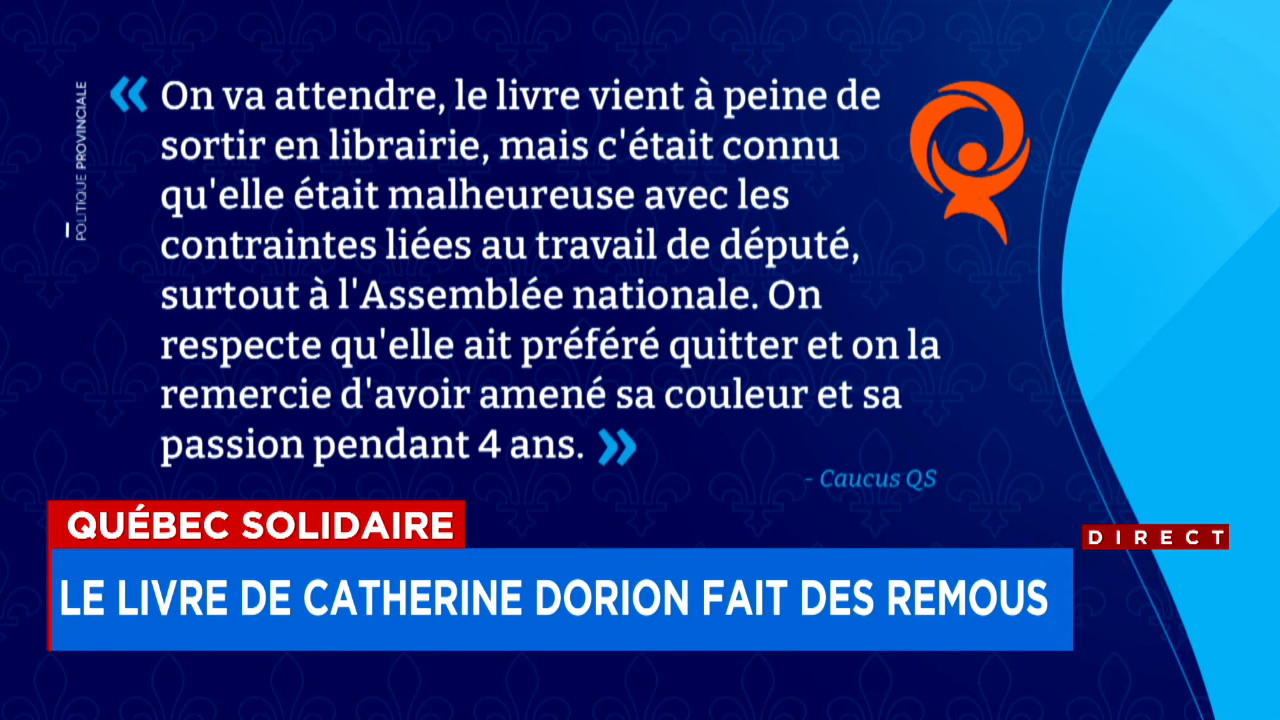 POLITIQUE PROVINCIALE
« On va attendre, le livre vient à peine de
sortir en librairie, mais c'était connu
qu'elle était malheureuse avec les
contraintes liées au travail de député,
surtout à l'Assemblée nationale. On
respecte qu'elle ait préféré quitter et on la
remercie d'avoir amené sa couleur et sa
passion pendant 4 ans. »
- Caucus QS
QUÉBEC SOLIDAIRE
DIRECT
LE LIVRE DE CATHERINE DORION FAIT DES REMOUS